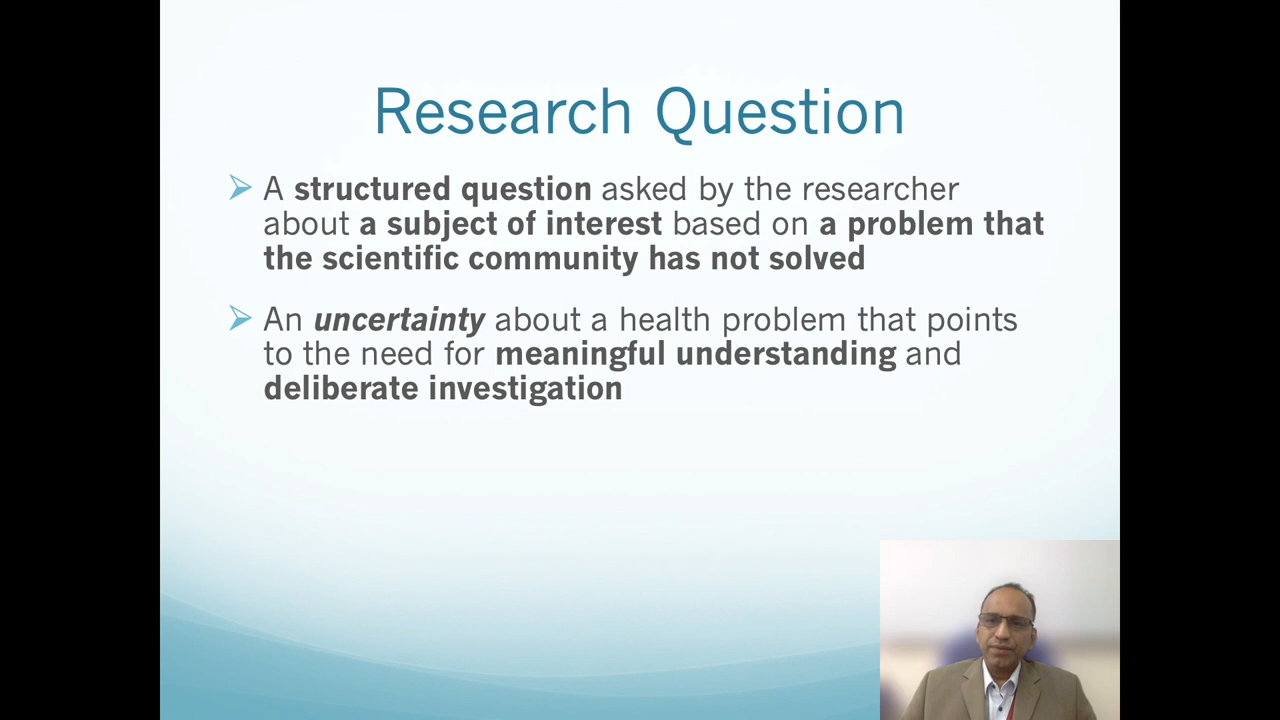 Research Question
A structured question asked by the researcher
about a subject of interest based on a problem that
the scientific community has not solved
An uncertainty about a health problem that points
to the need for meaningful understanding and
deliberate investigation